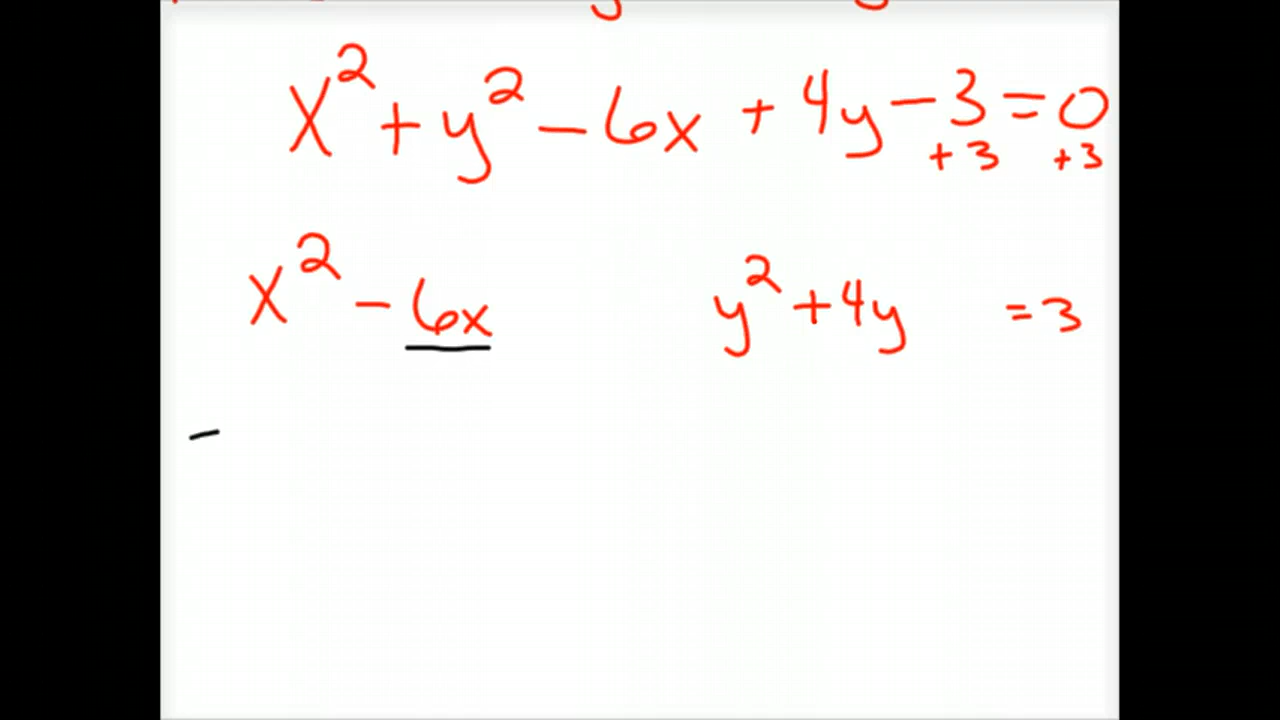 x² + y² - 6x + 4y - 3 = 0
+3 +3
x² - 6x y² + 4y = 3
-